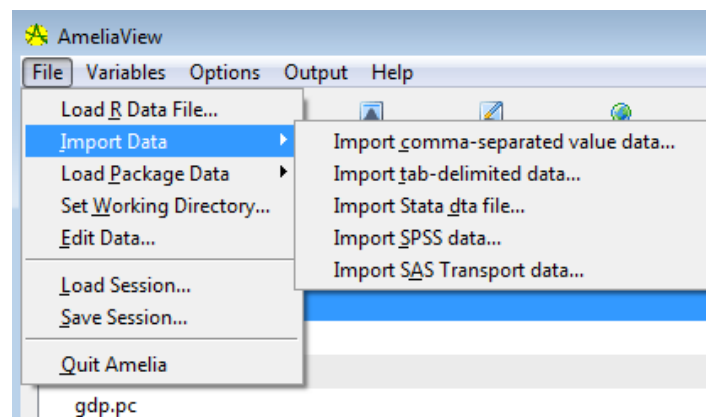 AmeliaView
File Variables Options Output Help
Load R Data File...
Import Data
Load Package Data
Set Working Directory...
Edit Data...
Load Session...
Save Session...
Quit Amelia
Import comma-separated value data...
Import tab-delimited data...
Import Stata dta file...
Import SPSS data...
Import SAS Transport data...
gdp.pc